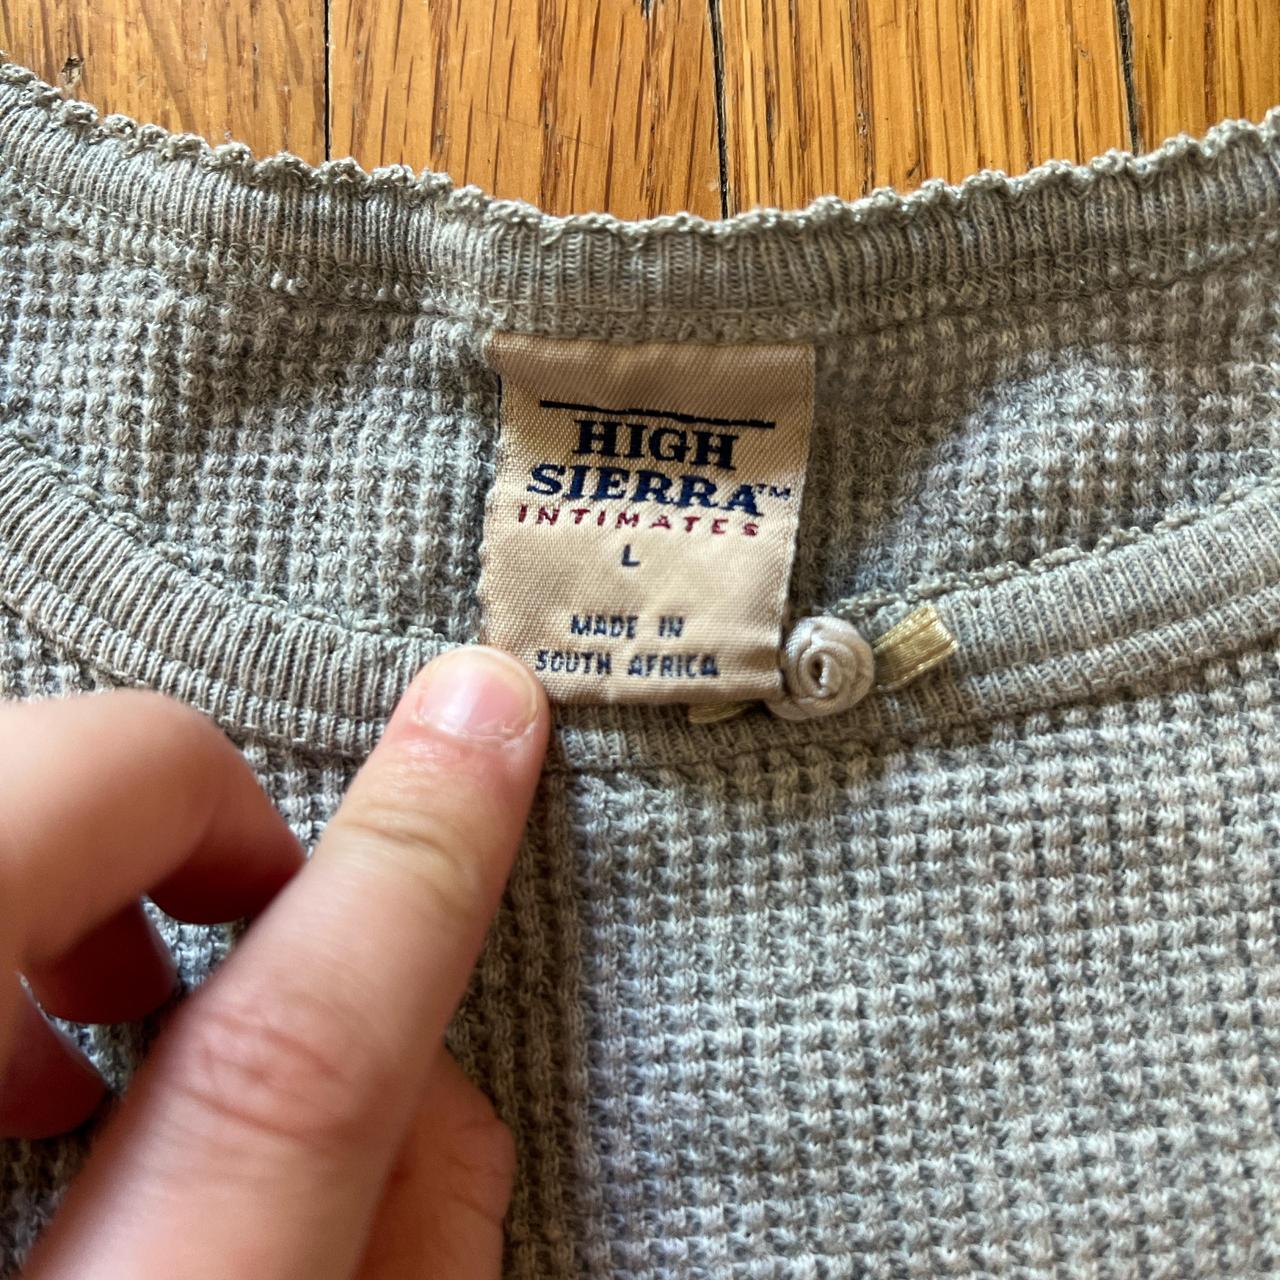 HIGH
SIERRA™
INTIMATES
L
MADE IN
SOUTH AFRICA